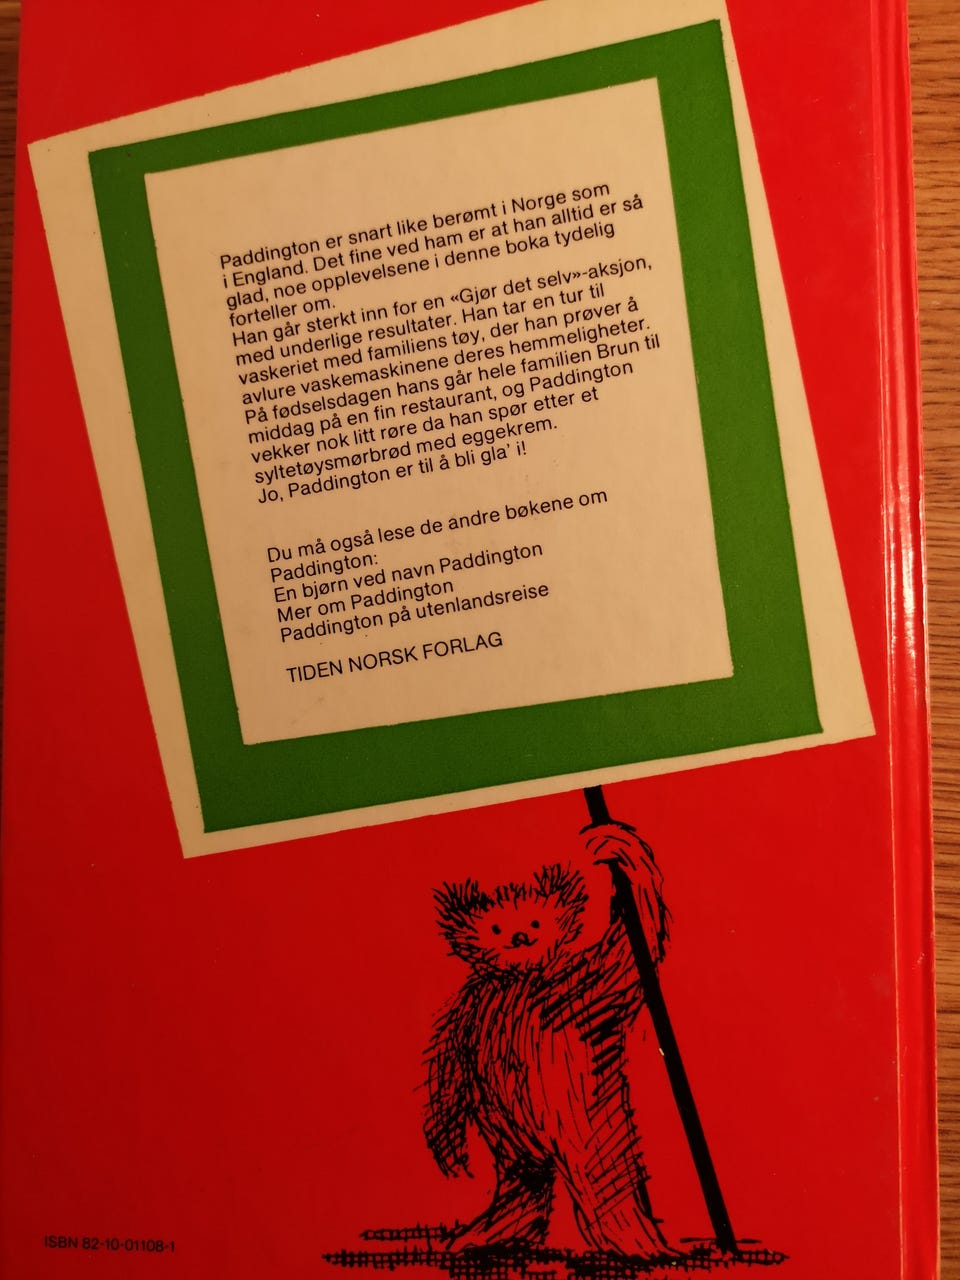 Paddington er snart like berømt i Norge som
i England. Det fine ved ham er at han alltid er så
glad, noe opplevelsene i denne boka tydelig
forteller om.
Han går sterkt inn for en «Gjør det selv»-aksjon,
med underlige resultater. Han tar en tur til
vaskeriet med familiens tøy, der han prøver å
avlure vaskemaskinene deres hemmeligheter.
På fødselsdagen hans går hele familien Brun til
middag på en fin restaurant, og Paddington
vekker nok litt røre da han spør etter et
syltetøysmørbrød med eggekrem.
Jo, Paddington er til å bli gla' i!
Du må også lese de andre bøkene om
Paddington:
En bjørn ved navn Paddington
Mer om Paddington
Paddington på utenlandsreise
TIDEN NORSK FORLAG
ISBN 82-10-01108-1